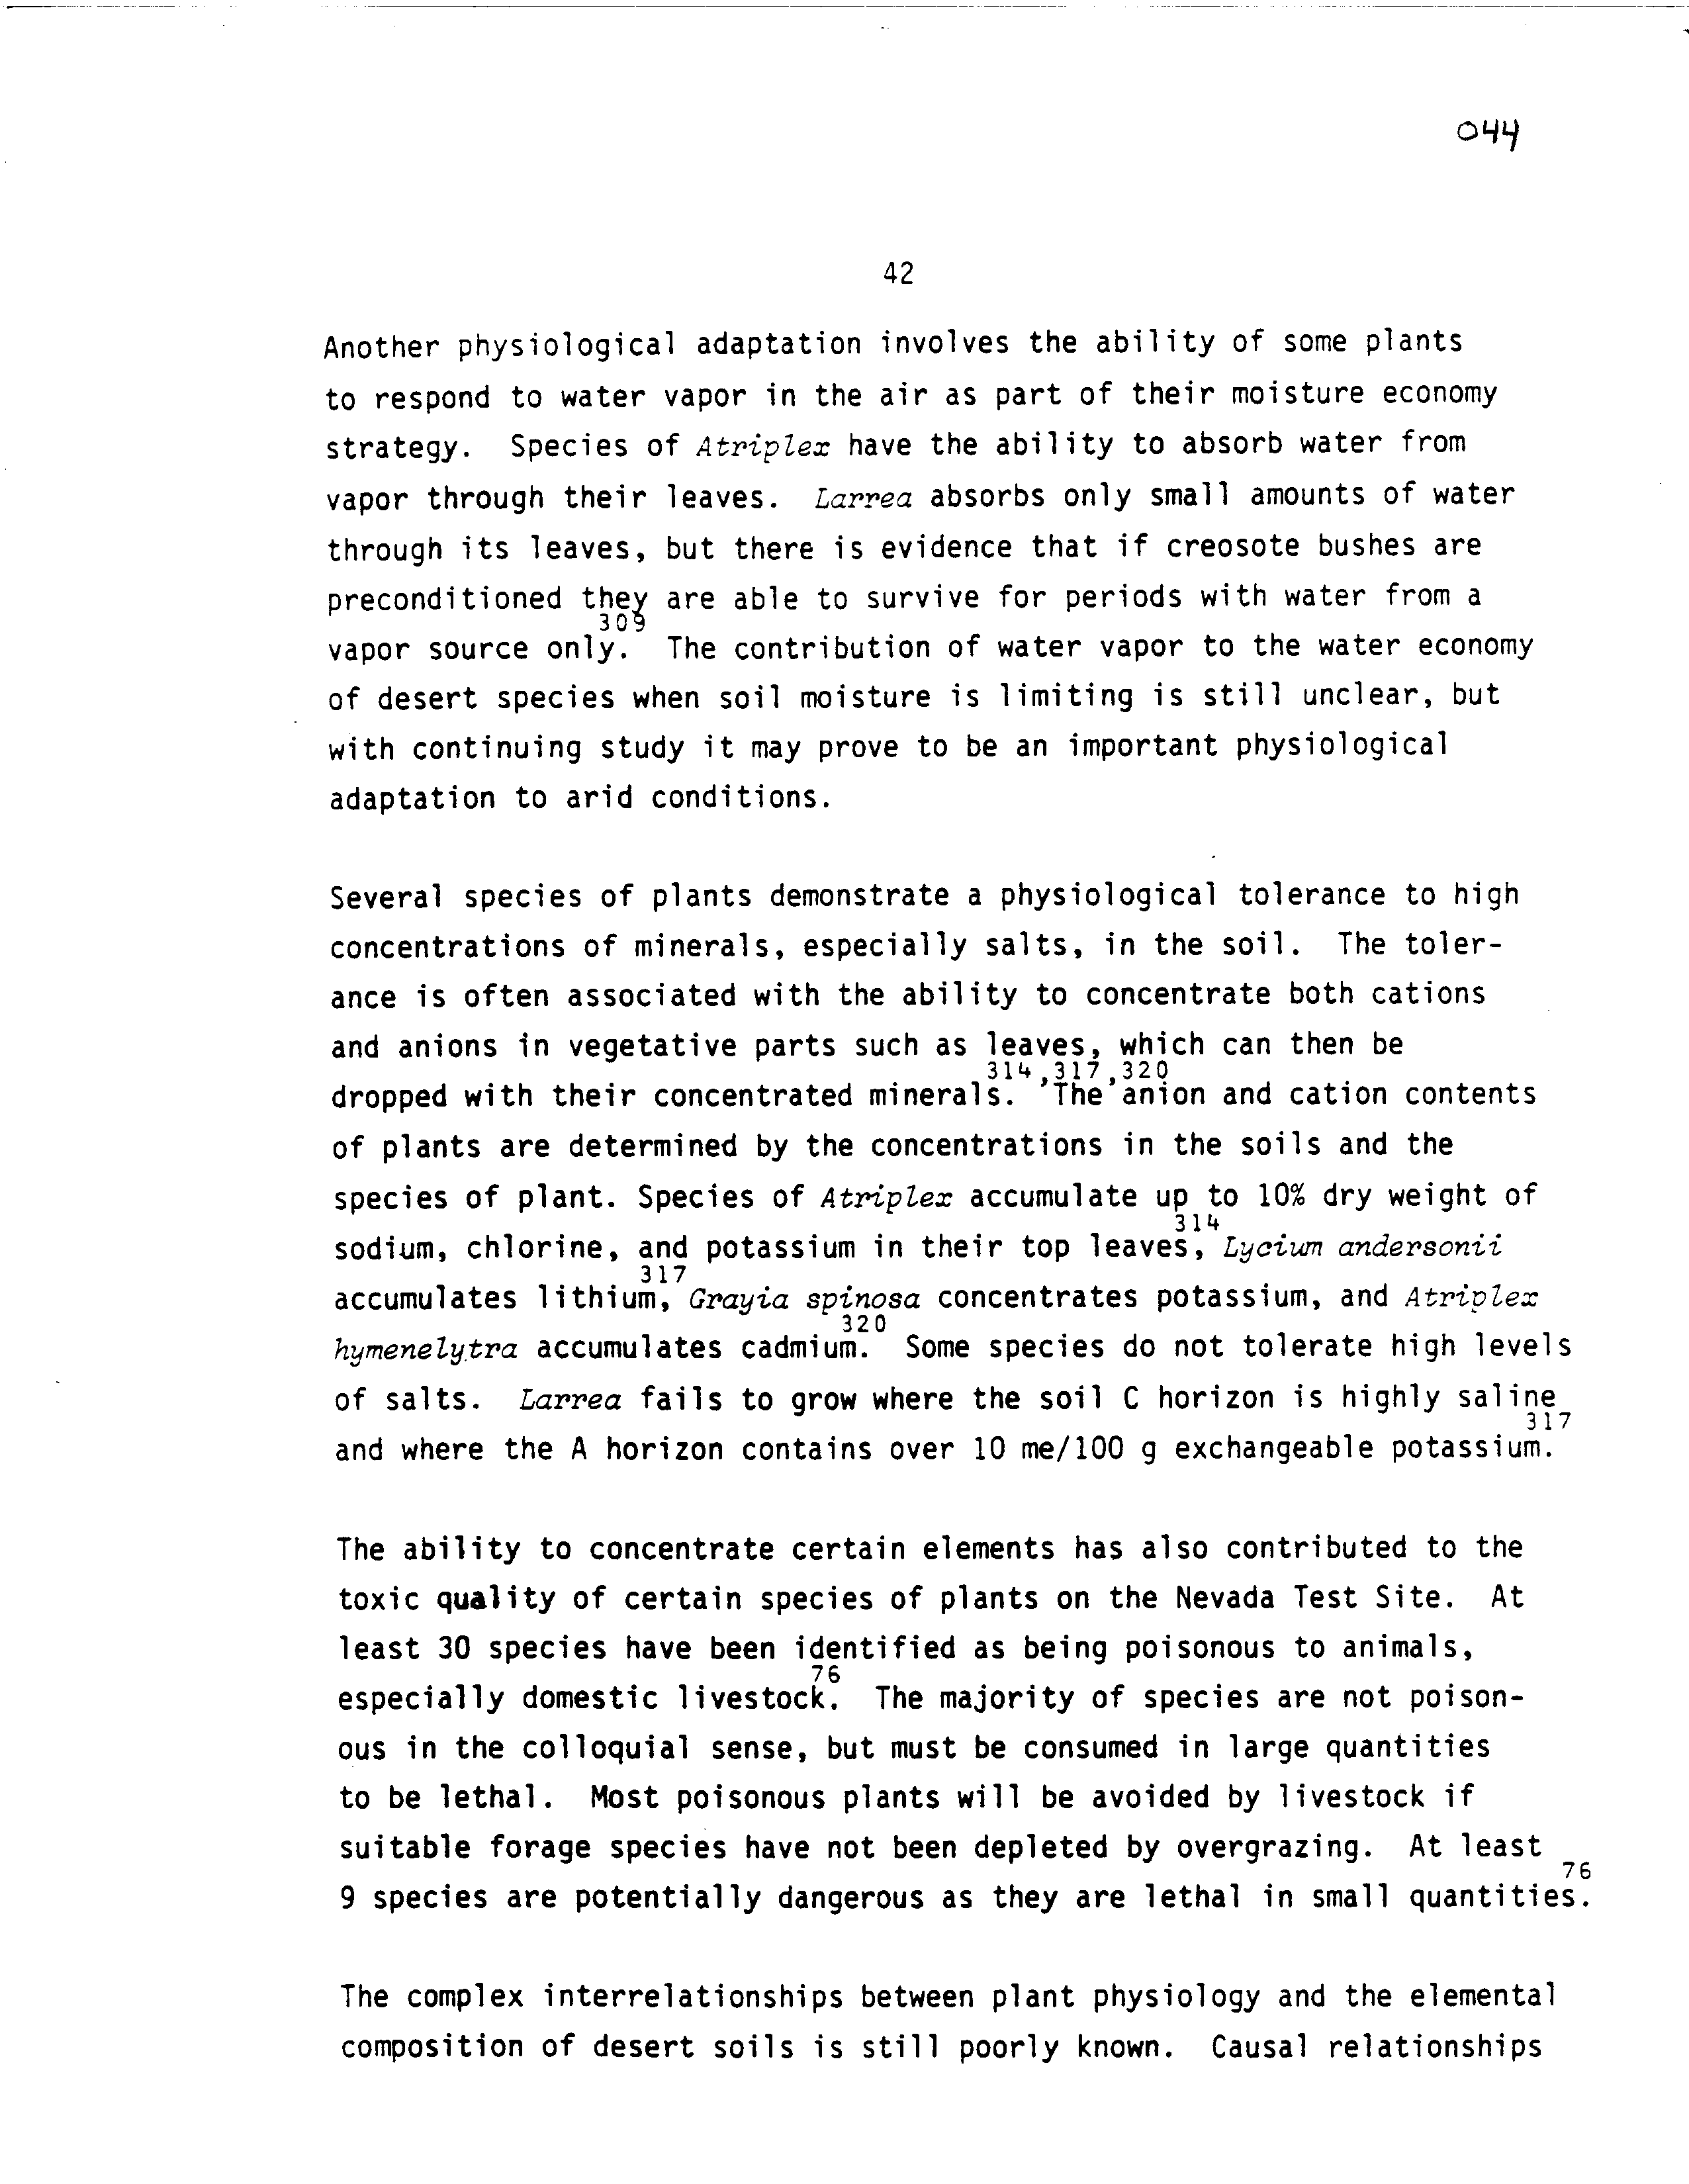 044
42
Another physiological adaptation involves the ability of some plants
to respond to water vapor in the air as part of their moisture economy
strategy. Species of Atriplex have the ability to absorb water from
vapor through their leaves. Larrea absorbs only small amounts of water
through its leaves, but there is evidence that if creosote bushes are
preconditioned they are able to survive for periods with water from a
vapor source only.309 The contribution of water vapor to the water economy
of desert species when soil moisture is limiting is still unclear, but
with continuing study it may prove to be an important physiological
adaptation to arid conditions.
Several species of plants demonstrate a physiological tolerance to high
concentrations of minerals, especially salts, in the soil. The toler-
ance is often associated with the ability to concentrate both cations
and anions in vegetative parts such as leaves, which can then be
dropped with their concentrated minerals.314,317,320 The anion and cation contents
of plants are determined by the concentrations in the soils and the
species of plant. Species of Atriplex accumulate up to 10% dry weight of
sodium, chlorine, and potassium in their top leaves,314 Lycium andersonii
accumulates lithium,317 Grayia spinosa concentrates potassium, and Atriplex
hymenelytra accumulates cadmium.320 Some species do not tolerate high levels
of salts. Larrea fails to grow where the soil C horizon is highly saline
and where the A horizon contains over 10 me/100 g exchangeable potassium.317
The ability to concentrate certain elements has also contributed to the
toxic quality of certain species of plants on the Nevada Test Site. At
least 30 species have been identified as being poisonous to animals,
especially domestic livestock.76 The majority of species are not poison-
ous in the colloquial sense, but must be consumed in large quantities
to be lethal. Most poisonous plants will be avoided by livestock if
suitable forage species have not been depleted by overgrazing. At least
9 species are potentially dangerous as they are lethal in small quantities.76
The complex interrelationships between plant physiology and the elemental
composition of desert soils is still poorly known. Causal relationships